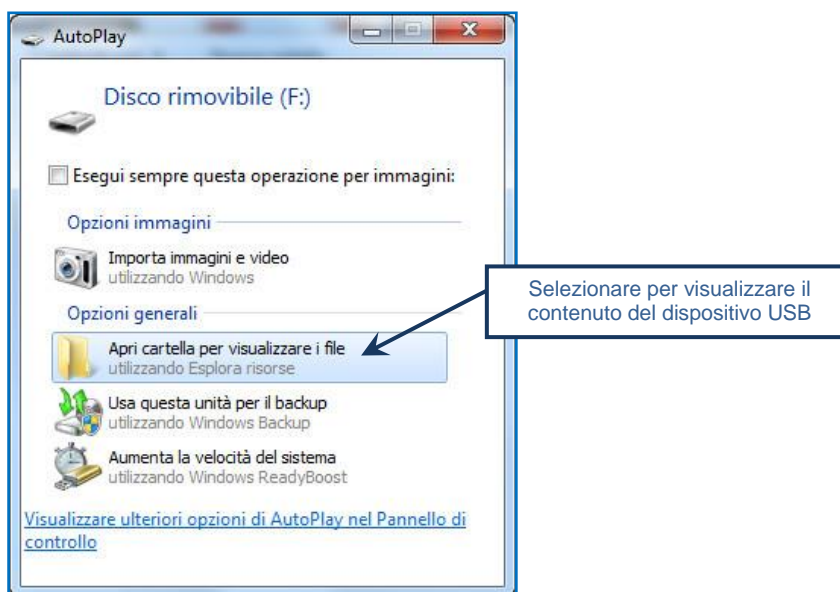 AutoPlay
Disco rimovibile (F:)
Esegui sempre questa operazione per immagini:
Opzioni immagini
Importa immagini e video
utilizzando Windows
Opzioni generali
Apri cartella per visualizzare i file
utilizzando Esplora risorse
Selezionare per visualizzare il
contenuto del dispositivo USB
Usa questa unità per il backup
utilizzando Windows Backup
Aumenta la velocità del sistema
utilizzando Windows ReadyBoost
Visualizzare ulteriori opzioni di AutoPlay nel Pannello di
controllo